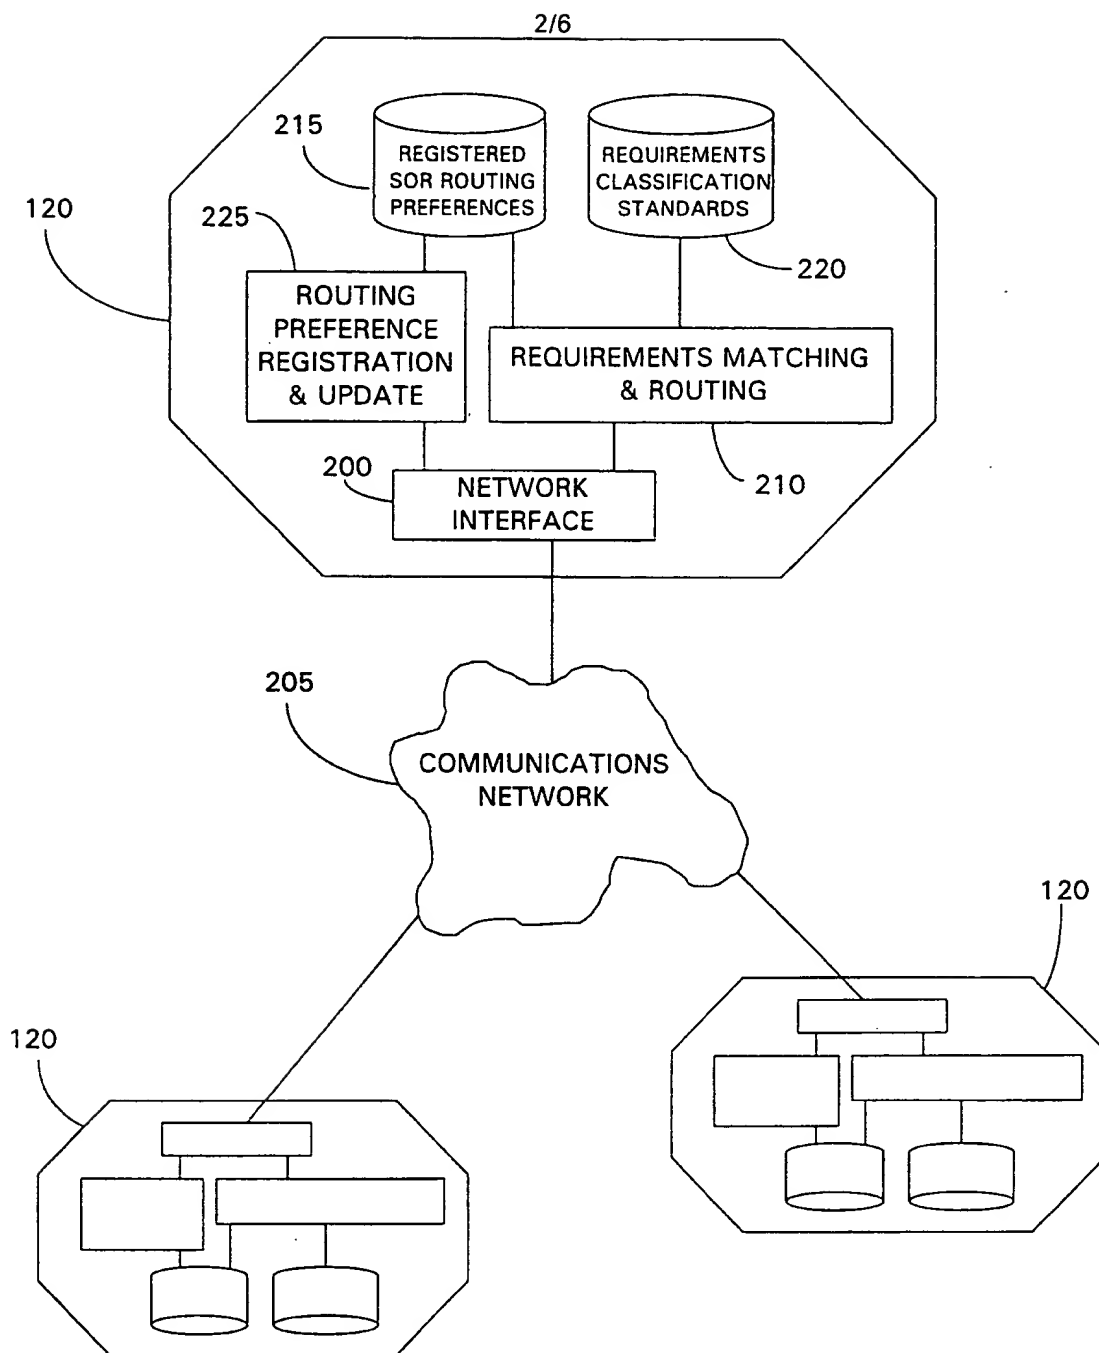 2/6
215
REGISTERED
SOR ROUTING
PREFERENCES
REQUIREMENTS
CLASSIFICATION
STANDARDS
120
225
220
ROUTING
PREFERENCE
REGISTRATION
& UPDATE
REQUIREMENTS MATCHING
& ROUTING
200
NETWORK
INTERFACE
210
205
COMMUNICATIONS
NETWORK
120
120